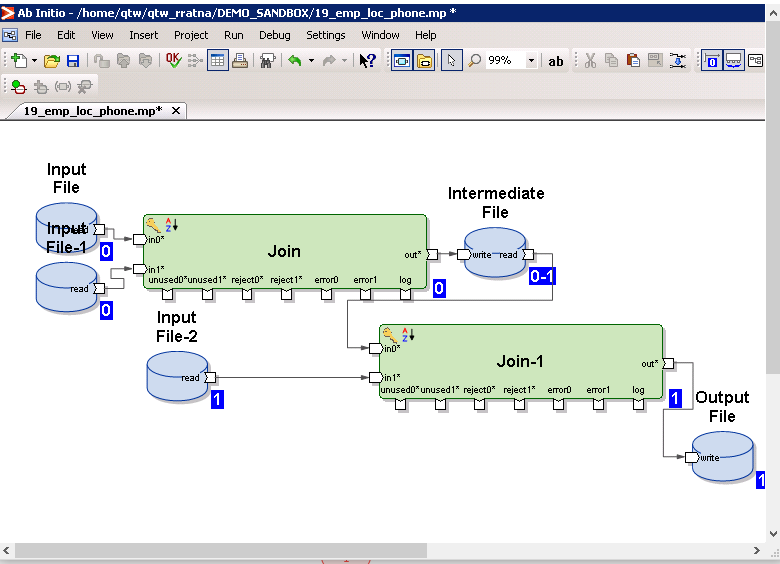 Ab Initio - /home/qtw/qtw_rratna/DEMO_SANDBOX/19_emp_loc_phone.mp *
File Edit View Insert Project Run Debug Settings Window Help
OK 99% ab
19_emp_loc_phone.mp* X
Input
File
read
0
Input
File-1
read
0
in0*
in1*
Join
out*
unused0* unused1* reject0* reject1* error0 error1 log
0
Intermediate
File
write read
0-1
Input
File-2
read
1
in0*
in1*
Join-1
out*
unused0* unused1* reject0* reject1* error0 error1 log
1
Output
File
write
1